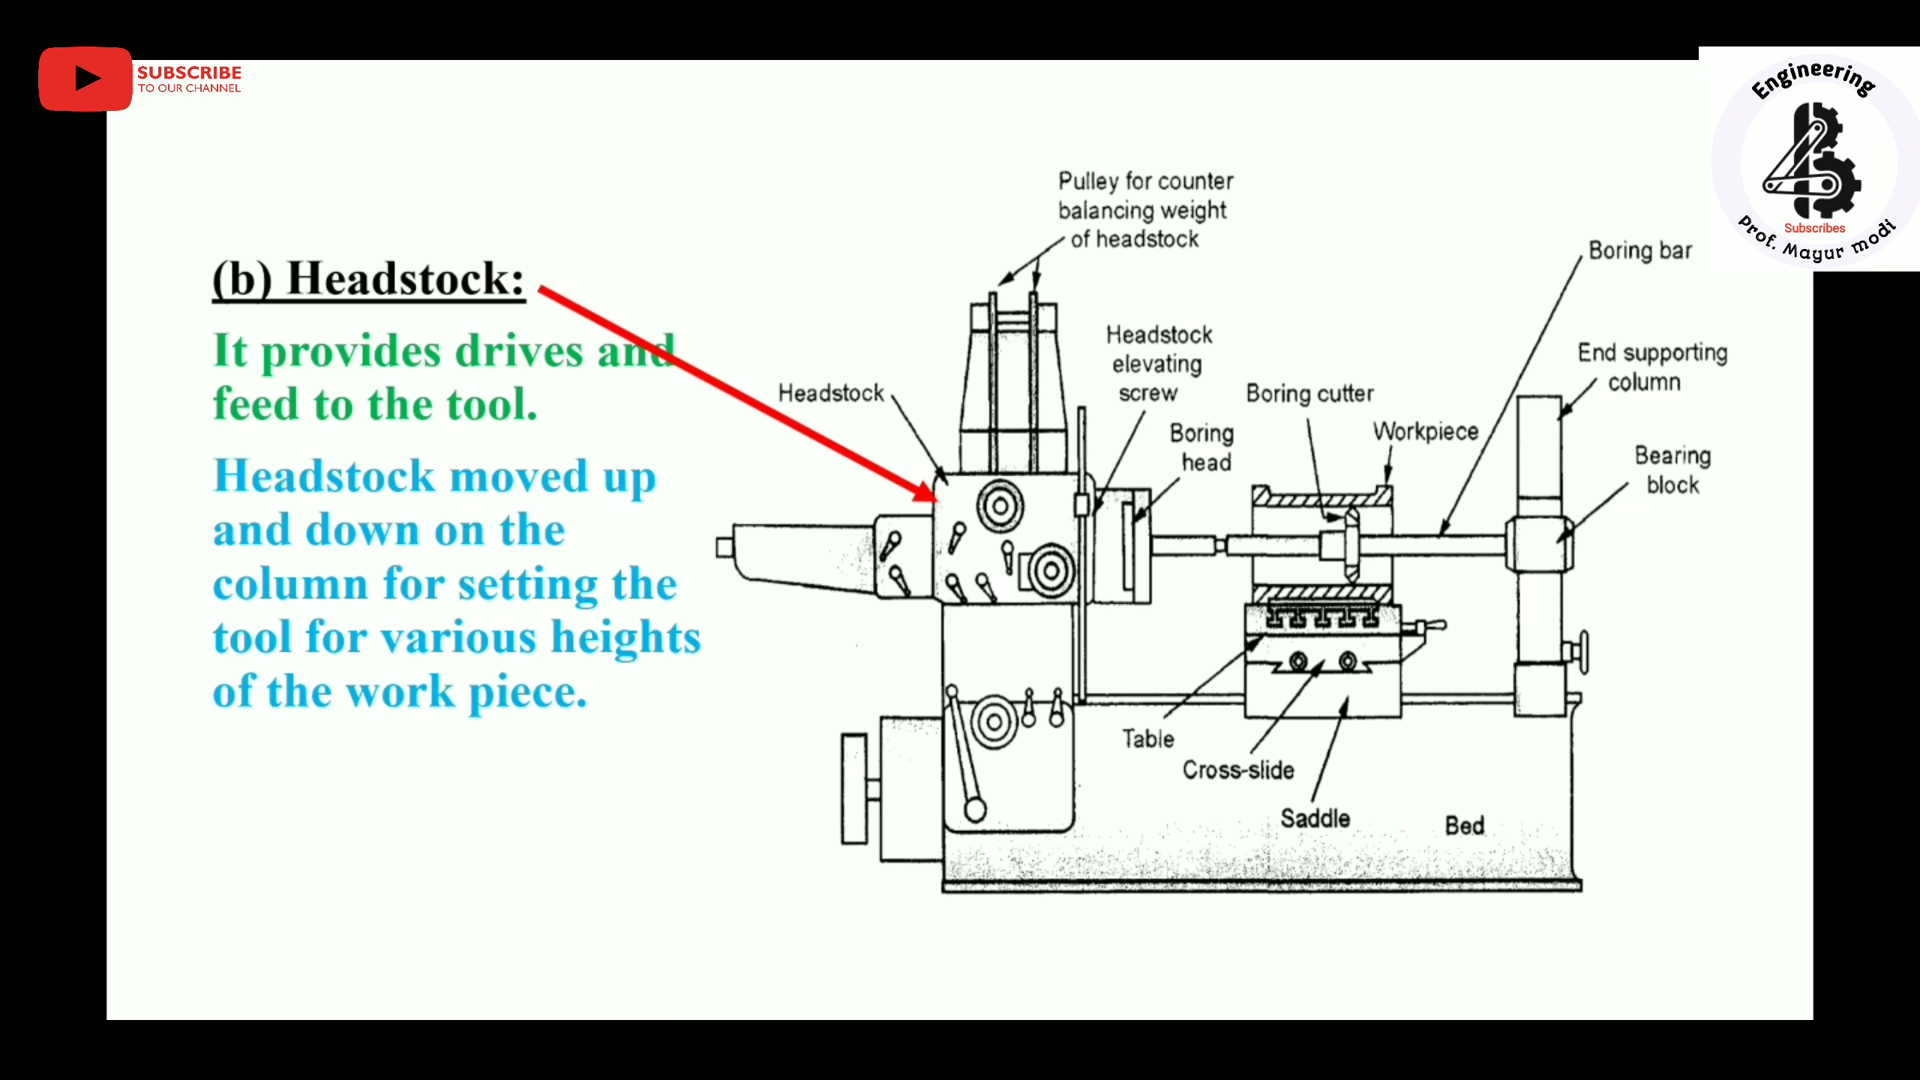 SUBSCRIBE
TO OUR CHANNEL
Engineering
Subscribes
Prof. Mayur modi
(b) Headstock:
It provides drives and
feed to the tool.
Headstock moved up
and down on the
column for setting the
tool for various heights
of the work piece.
Pulley for counter
balancing weight
of headstock
Boring bar
Headstock
elevating
screw
End supporting
column
Headstock
Boring cutter
Boring
head
Workpiece
Bearing
block
Table
Cross-slide
Saddle
Bed